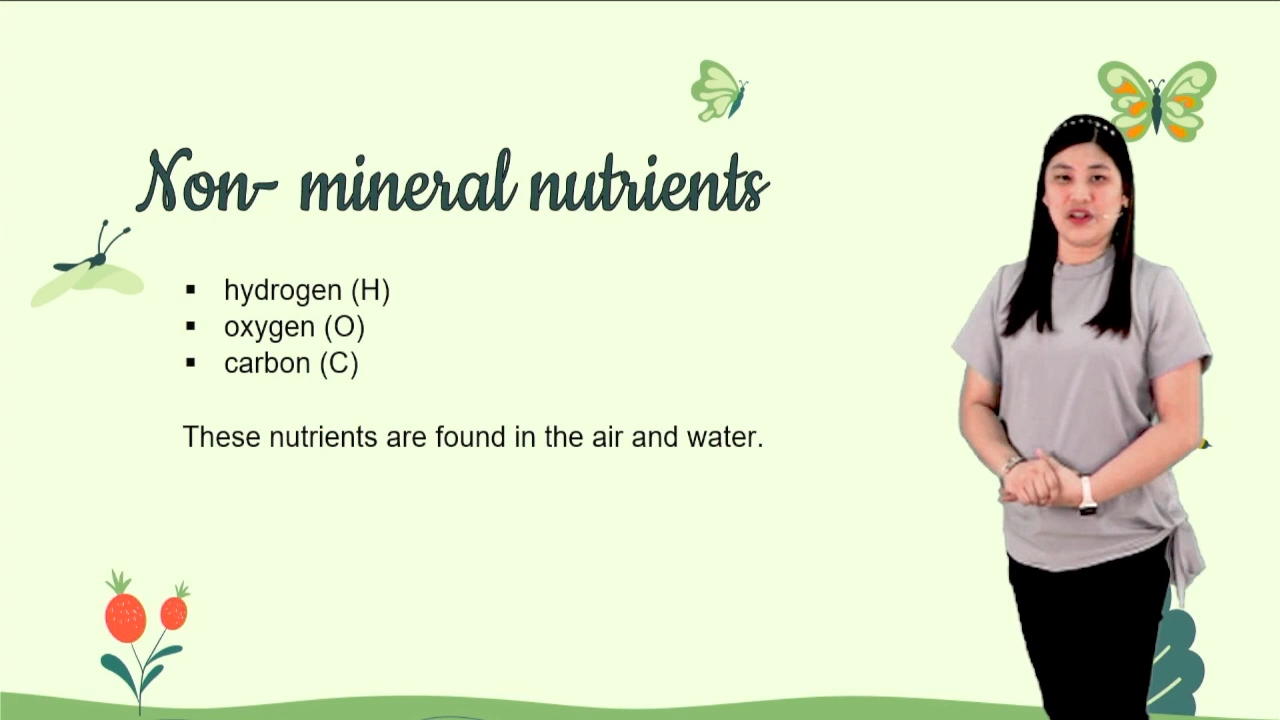 Non- mineral nutrients
▪ hydrogen (H)
▪ oxygen (O)
▪ carbon (C)
These nutrients are found in the air and water.